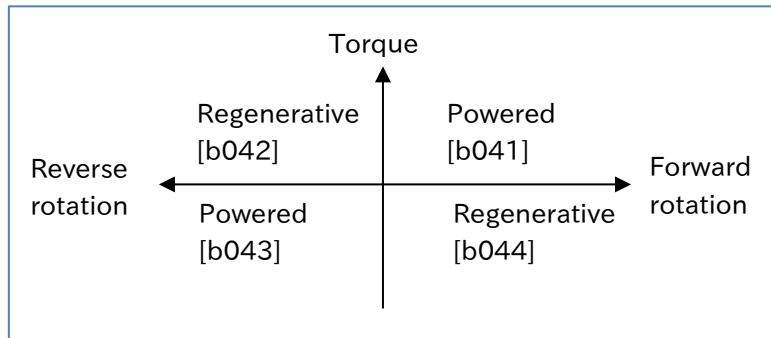 Torque
Regenerative
[b042]
Powered
[b041]
Reverse
rotation
Forward
rotation
Powered
[b043]
Regenerative
[b044]